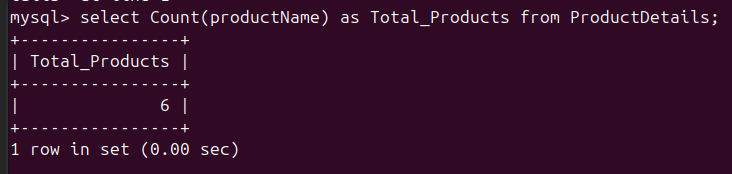 mysql> select Count(productName) as Total_Products from ProductDetails;
+----------------+
| Total_Products |
+----------------+
|              6 |
+----------------+
1 row in set (0.00 sec)